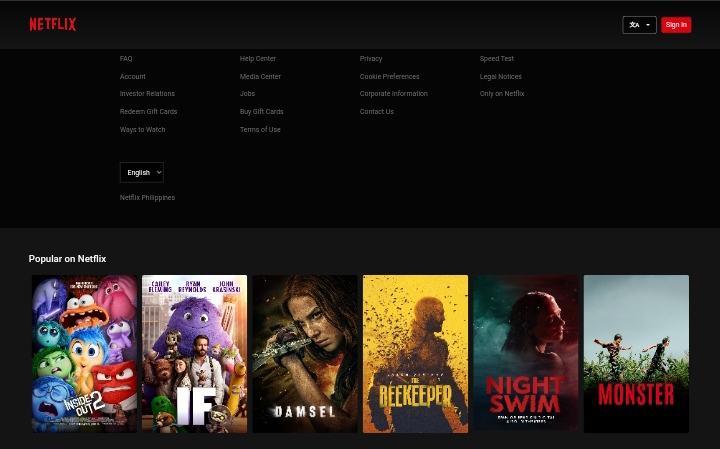 NETFLIX
Sign In
FAQ
Help Center
Privacy
Speed Test
Account
Media Center
Cookie Preferences
Legal Notices
Investor Relations
Jobs
Corporate Information
Only on Netflix
Redeem Gift Cards
Buy Gift Cards
Contact Us
Ways to Watch
Terms of Use
English
Netflix Philippines
Popular on Netflix
INSIDE OUT 2
CAILEY FLEMING
RYAN REYNOLDS
JOHN KRASINSKI
IF
DAMSEL
THE
BEEKEEPER
NIGHT
SWIM
MONSTER